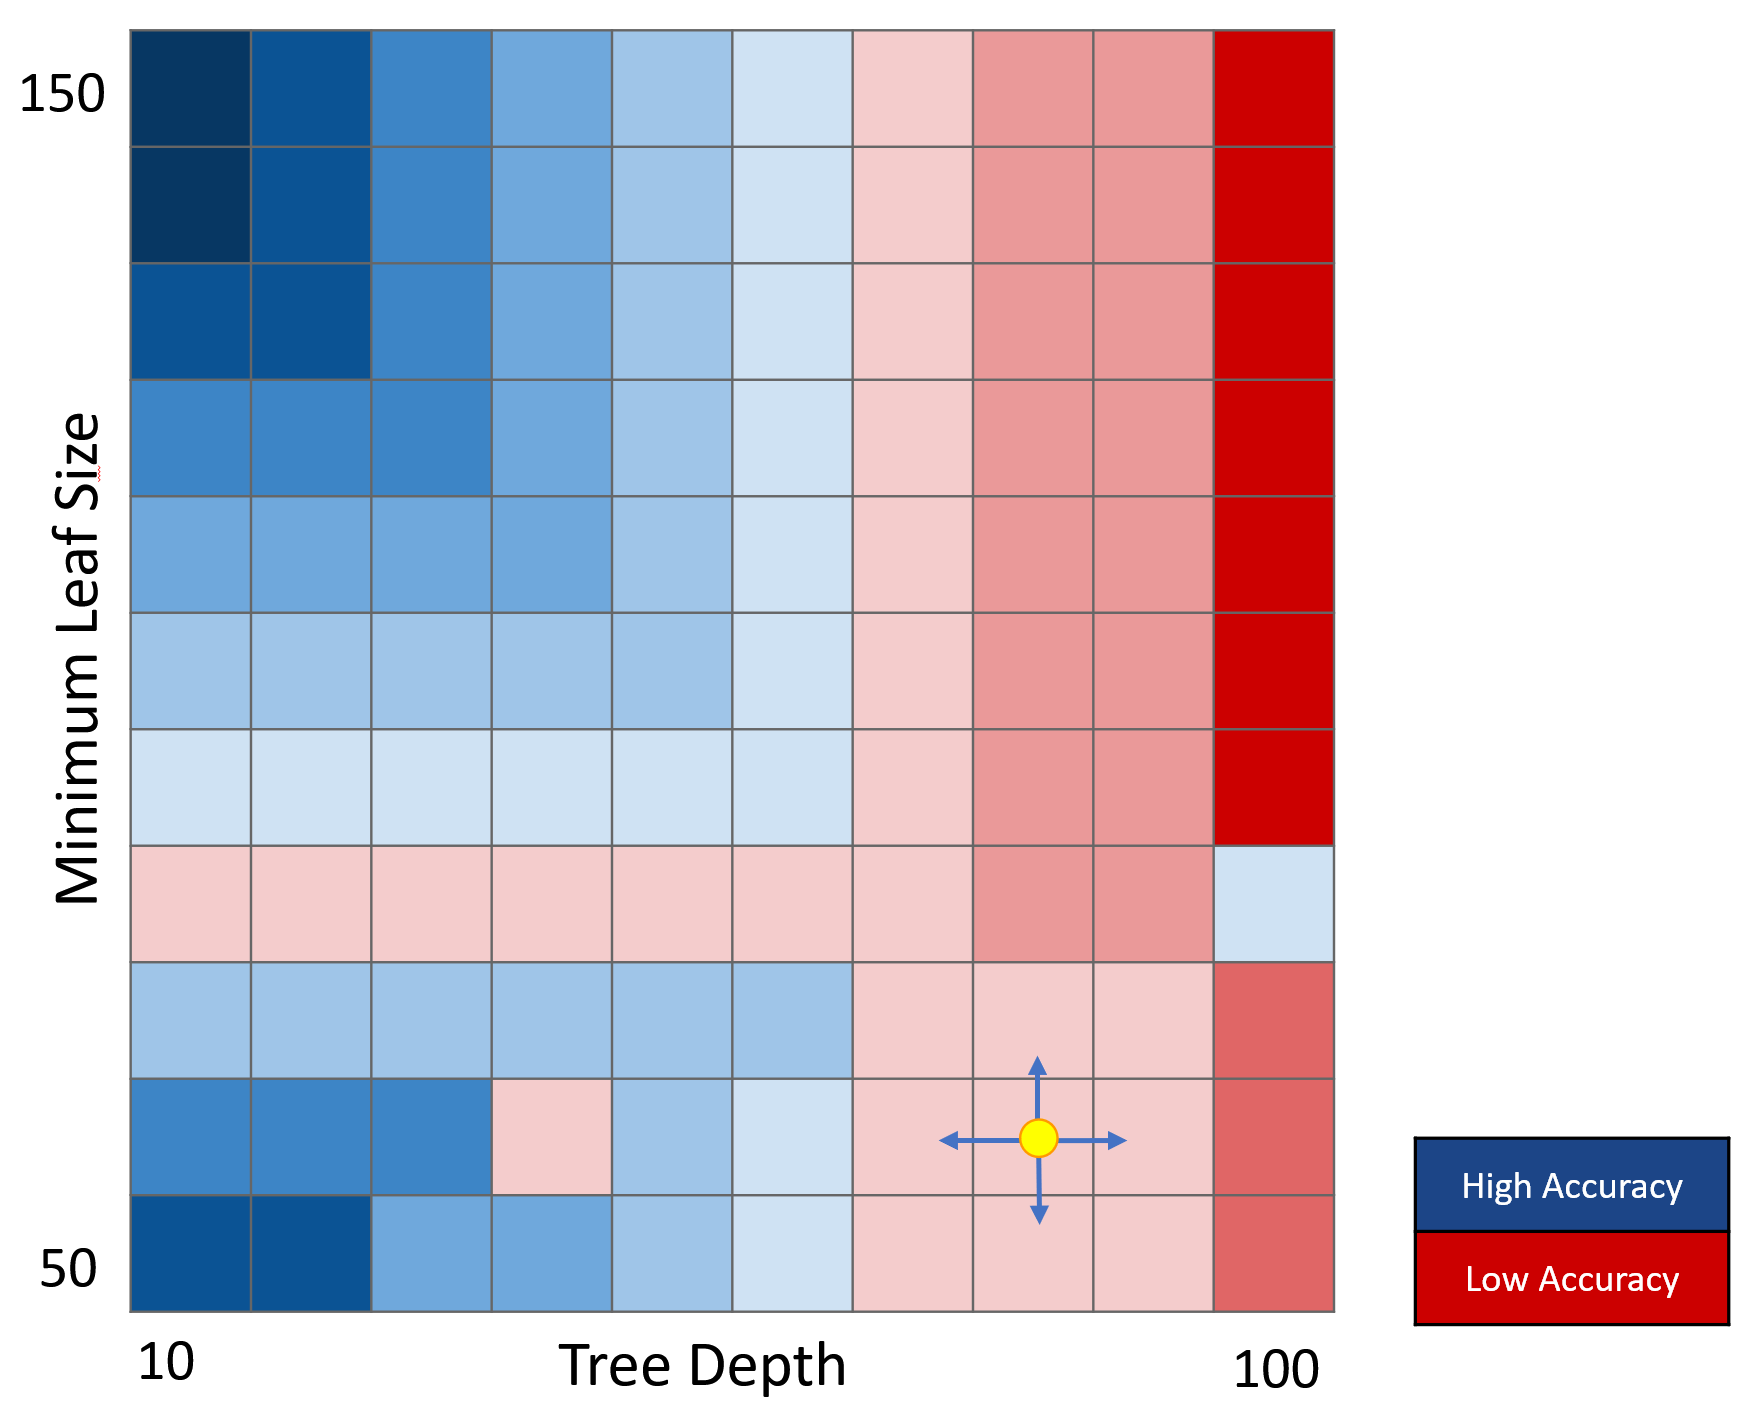 150
Minimum Leaf Size
50
10
Tree Depth
100
High Accuracy
Low Accuracy